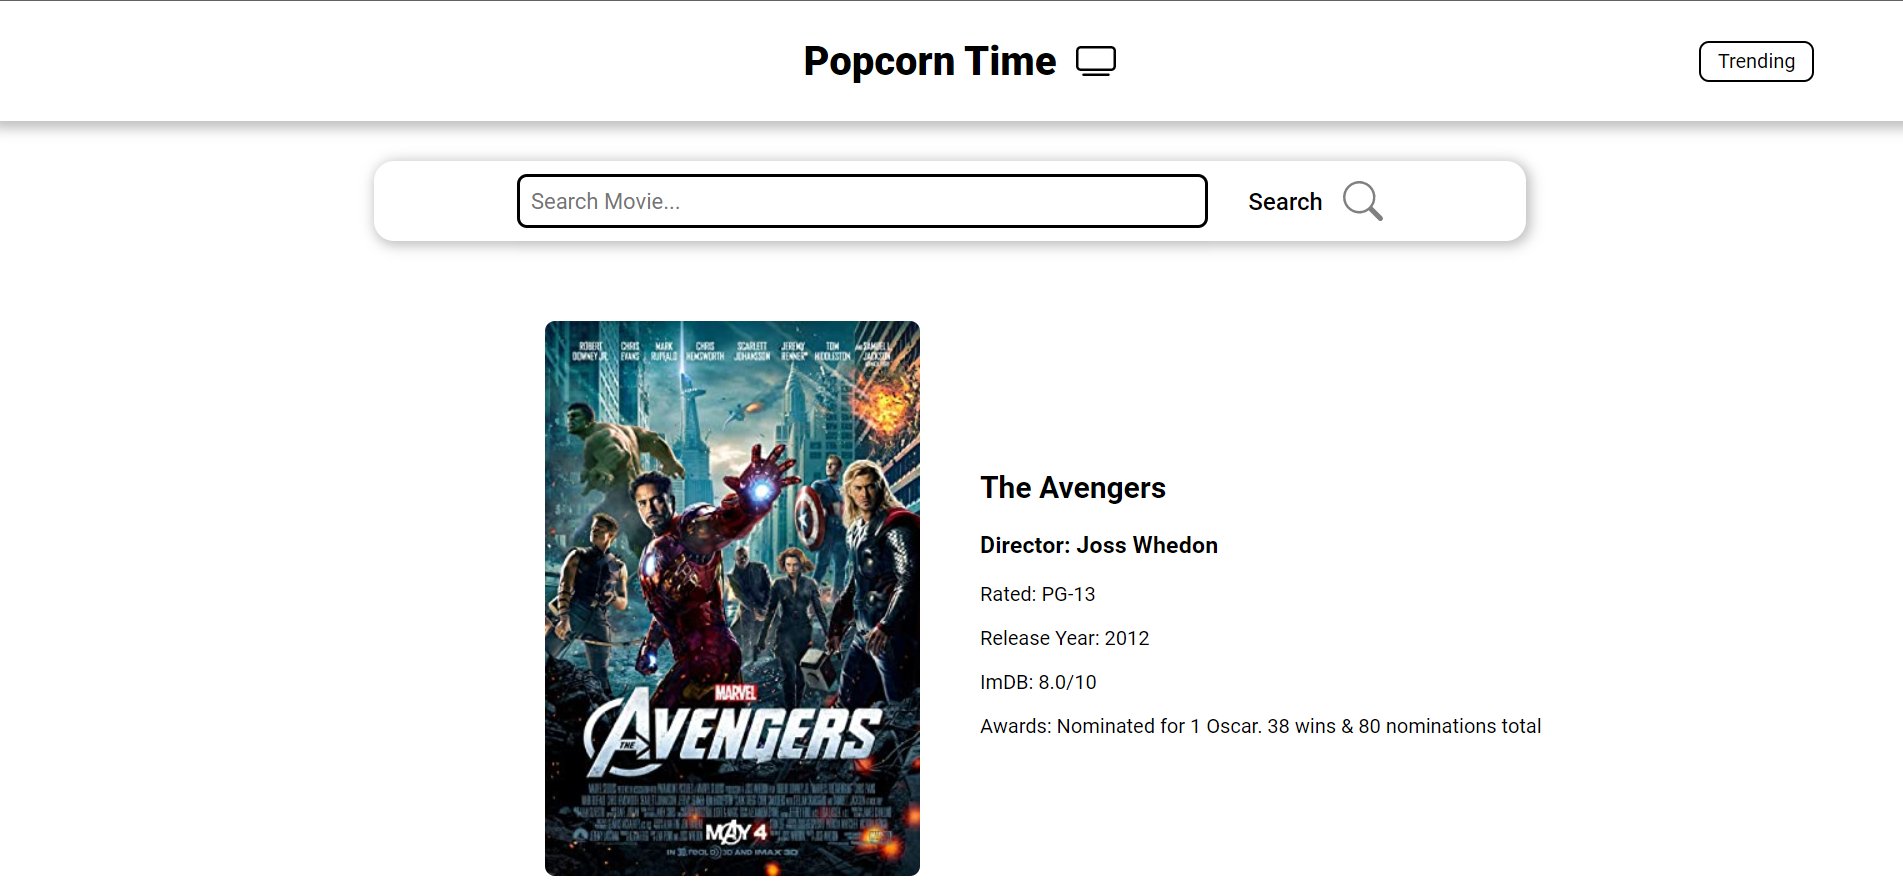 Popcorn Time
Trending
Search Movie...
Search
ROBERT DOWNEY JR.
CHRIS EVANS
MARK RUFFALO
CHRIS HEMSWORTH
SCARLETT JOHANSSON
JEREMY RENNER
TOM HIDDLESTON
AND SAMUEL L. JACKSON
MARVEL
THE AVENGERS
MAY 4
IN REAL D 3D AND IMAX 3D
The Avengers
Director: Joss Whedon
Rated: PG-13
Release Year: 2012
ImDB: 8.0/10
Awards: Nominated for 1 Oscar. 38 wins & 80 nominations total